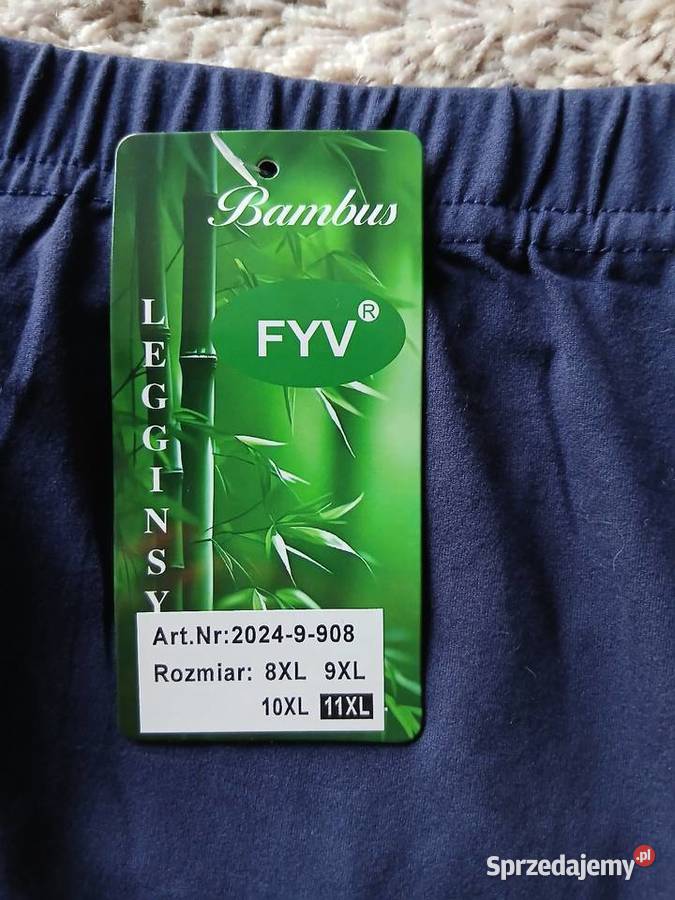 Bambus
FYV®
LEGGINSY
Art.Nr:2024-9-908
Rozmiar: 8XL 9XL
10XL 11XL
Sprzedajemy.pl